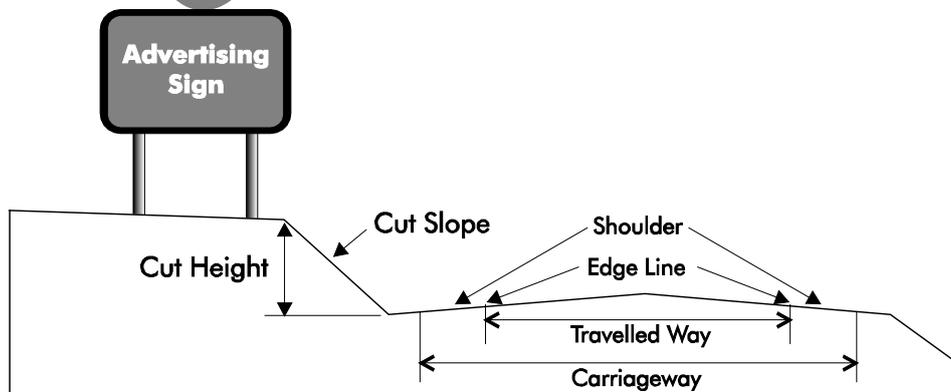 Advertising
Sign
Cut Slope
Shoulder
Cut Height
Edge Line
Travelled Way
Carriageway